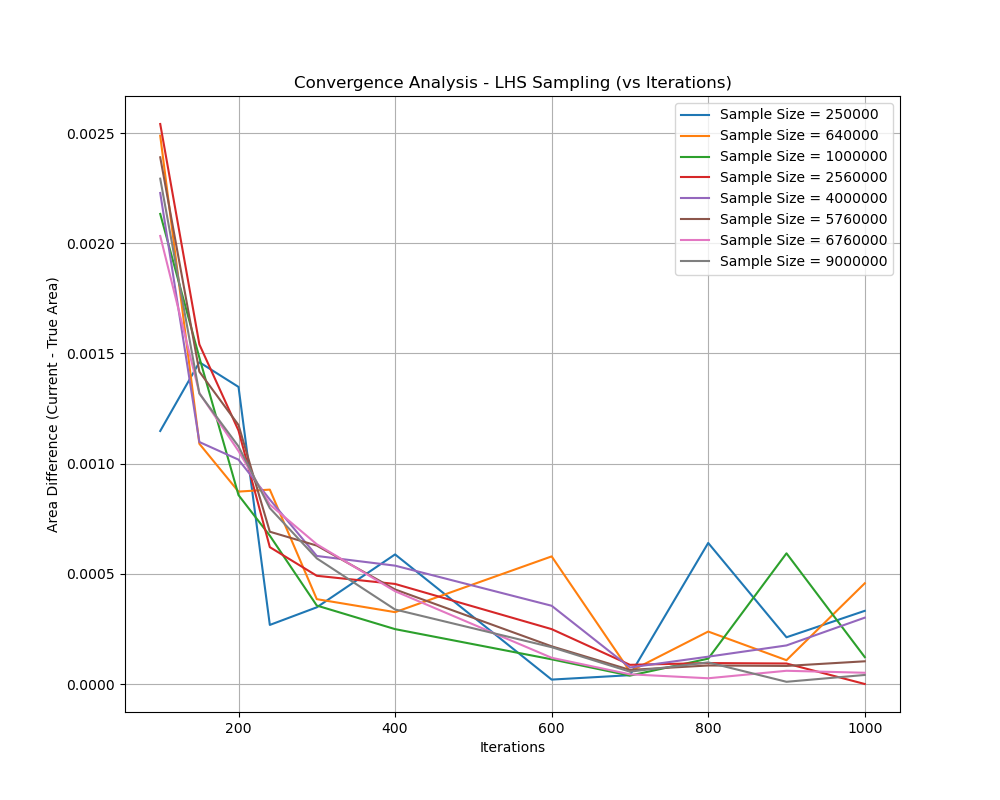 Convergence Analysis - LHS Sampling (vs Iterations)
Sample Size = 250000
Sample Size = 640000
Sample Size = 1000000
Sample Size = 2560000
Sample Size = 4000000
Sample Size = 5760000
Sample Size = 6760000
Sample Size = 9000000
Area Difference (Current - True Area)
0.0025
0.0020
0.0015
0.0010
0.0005
0.0000
200
400
600
800
1000
Iterations